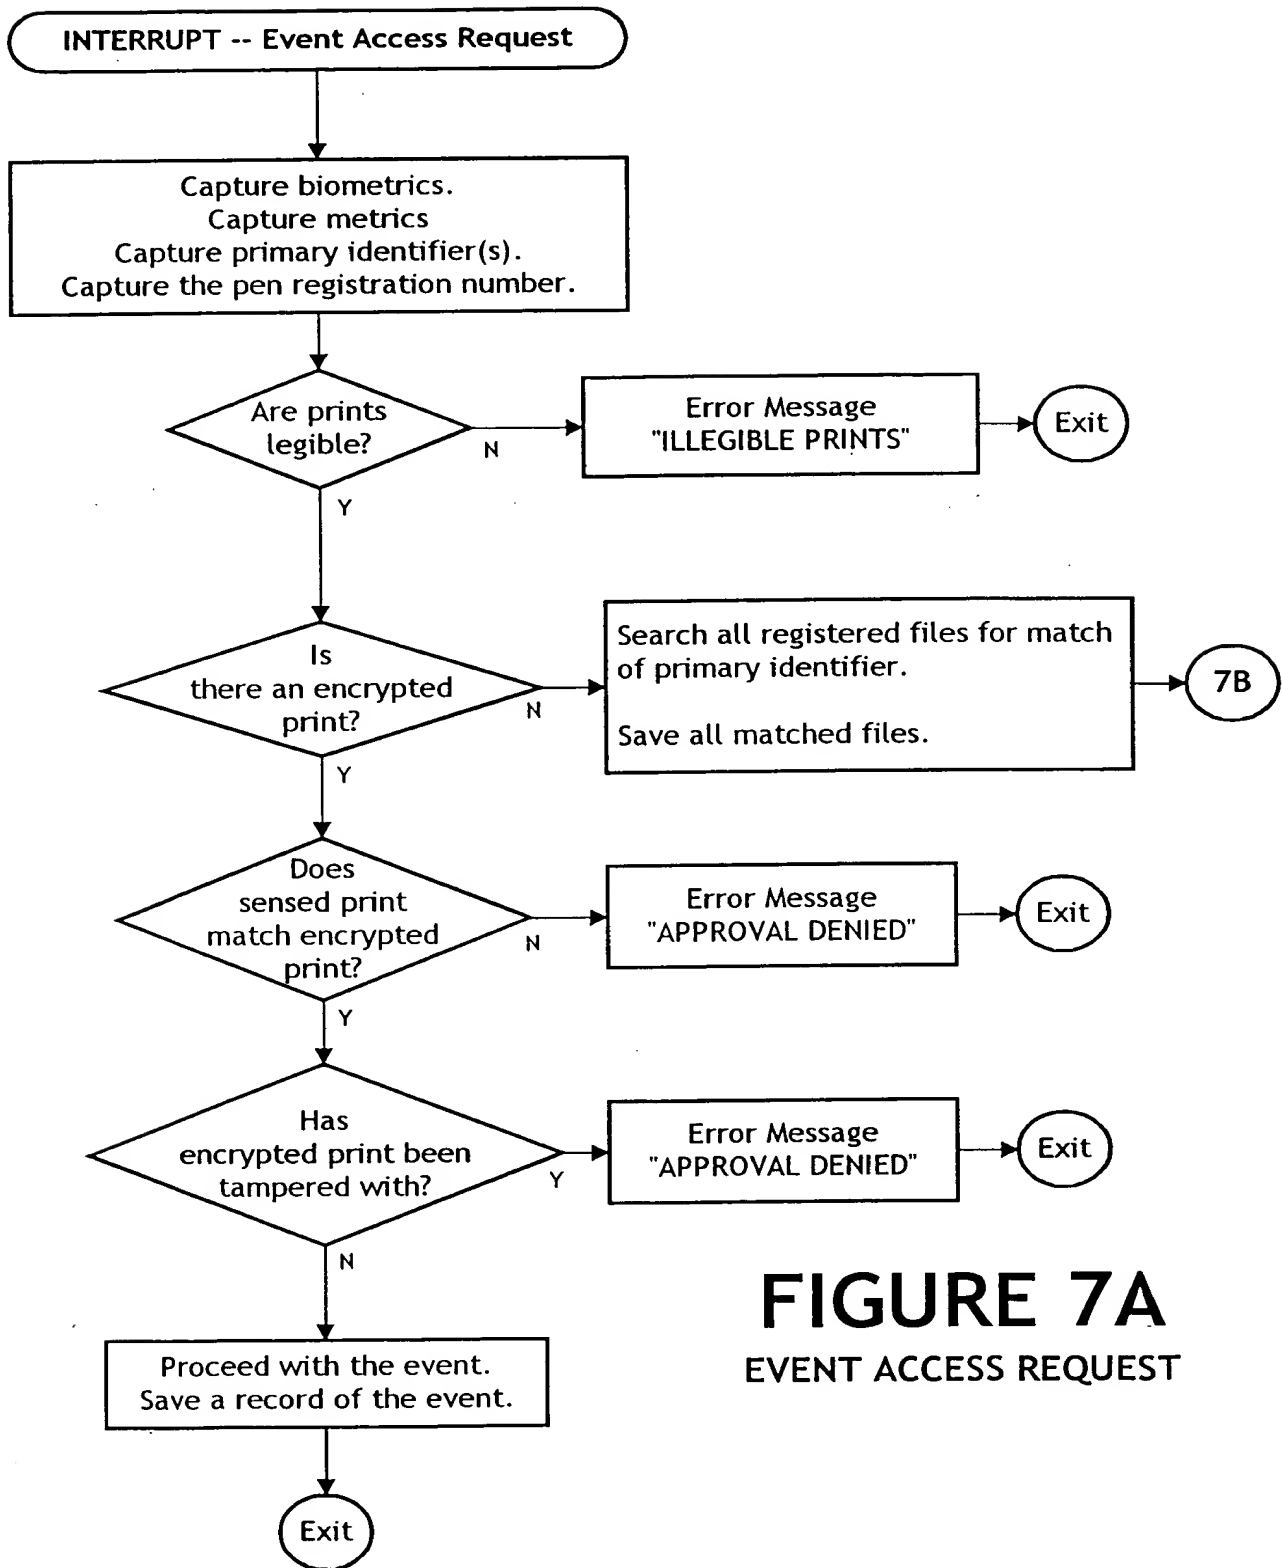 INTERRUPT -- Event Access Request
Capture biometrics.
Capture metrics
Capture primary identifier(s).
Capture the pen registration number.
Are prints
legible?
N
Error Message
"ILLEGIBLE PRINTS"
Exit
Y
Is
there an encrypted
print?
N
Search all registered files for match
of primary identifier.
Save all matched files.
7B
Y
Does
sensed print
match encrypted
print?
N
Error Message
"APPROVAL DENIED"
Exit
Y
Has
encrypted print been
tampered with?
Y
Error Message
"APPROVAL DENIED"
Exit
N
Proceed with the event.
Save a record of the event.
Exit
FIGURE 7A
EVENT ACCESS REQUEST